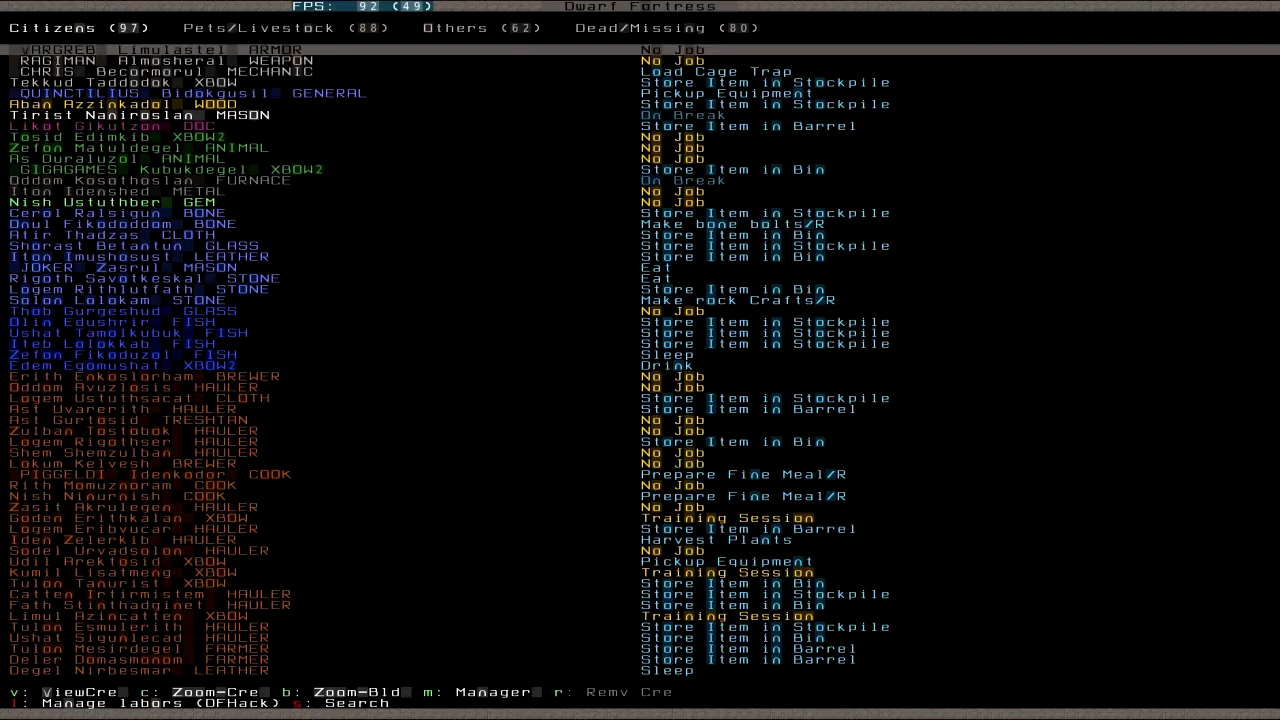 FPS: 92 (49) Dwarf Fortress
Citizens (97) Pets/Livestock (88) Others (62) Dead/Missing (80)
VARGREB Limulastel ARMOR No Job
RAGIMAN Almosheral WEAPON No Job
CHRIS Becormorul MECHANIC Load Cage Trap
Tekkud Taddodok XBOW Store Item in Stockpile
QUINCTILIUS Bidokgusil GENERAL Pickup Equipment
Aban Azzinkadol WOOD Store Item in Stockpile
Tirist Naniroslan MASON On Break
Likot Gikutzan DOC Store Item in Barrel
Tosid Edimkib XBOW2 No Job
Zefon Matuldegel ANIMAL No Job
As Duraluzol ANIMAL No Job
GIGAGAMES Kubukdegel XBOW2 Store Item in Bin
Oddom Kosothoslan FURNACE On Break
Iton Idenshed METAL No Job
Nish Ustuthber GEM No Job
Cerol Ralsigun BONE Store Item in Stockpile
Onul Fikododdom BONE Make bone bolts/R
Atir Thadzas CLOTH Store Item in Bin
Shorast Betantun GLASS Store Item in Stockpile
Iton Imushosust LEATHER Store Item in Bin
JOKER Zasrul MASON Eat
Rigoth Savotkeskal STONE Eat
Logem Rithlutfath STONE Store Item in Bin
Solon Lolokam STONE Make rock Crafts/R
Thob Gurgeshud GLASS No Job
Olin Edushrir FISH Store Item in Stockpile
Ushat Tamolkubuk FISH Store Item in Stockpile
Iteb Lolokkab FISH Store Item in Stockpile
Zefon Fikoduzol FISH Sleep
Edem Egomushat XBOW2 Drink
Erith Enkoslorbam BREWER No Job
Oddom Avuzlosis HAULER No Job
Logem Ustuthsacat CLOTH Store Item in Stockpile
Ast Uvarerith HAULER Store Item in Barrel
Ast Gurtosid TRESHTAN No Job
Zulban Tostobok HAULER No Job
Logem Rigothser HAULER Store Item in Bin
Shem Shemzulban HAULER No Job
Lokum Kelvesh BREWER No Job
PIGGELDI Idenkodor COOK Prepare Fine Meal/R
Rith Momuznoram COOK No Job
Nish Ninurnish COOK Prepare Fine Meal/R
Zasit Akrulegen HAULER No Job
Goden Erithkalan XBOW Training Session
Logem Eribvucar HAULER Store Item in Barrel
Iden Zelerkib HAULER Harvest Plants
Sodel Urvadsolon HAULER No Job
Udil Arektosid XBOW Pickup Equipment
Kumil Lisatmeng XBOW Training Session
Tulon Tanurist XBOW Store Item in Bin
Catten Irtirmistem HAULER Store Item in Stockpile
Fath Stinthadginet HAULER Store Item in Bin
Limul Azincatten XBOW Training Session
Tulon Esmulerith HAULER Store Item in Stockpile
Ushat Sigunlecad HAULER Store Item in Bin
Tulon Mesirdegel FARMER Store Item in Barrel
Deler Domasmonom FARMER Store Item in Barrel
Degel Nirbesmar LEATHER Sleep
v: ViewCre c: Zoom-Cre b: Zoom-Bld m: Manager r: Remv Cre
l: Manage labors (DFHack) s: Search